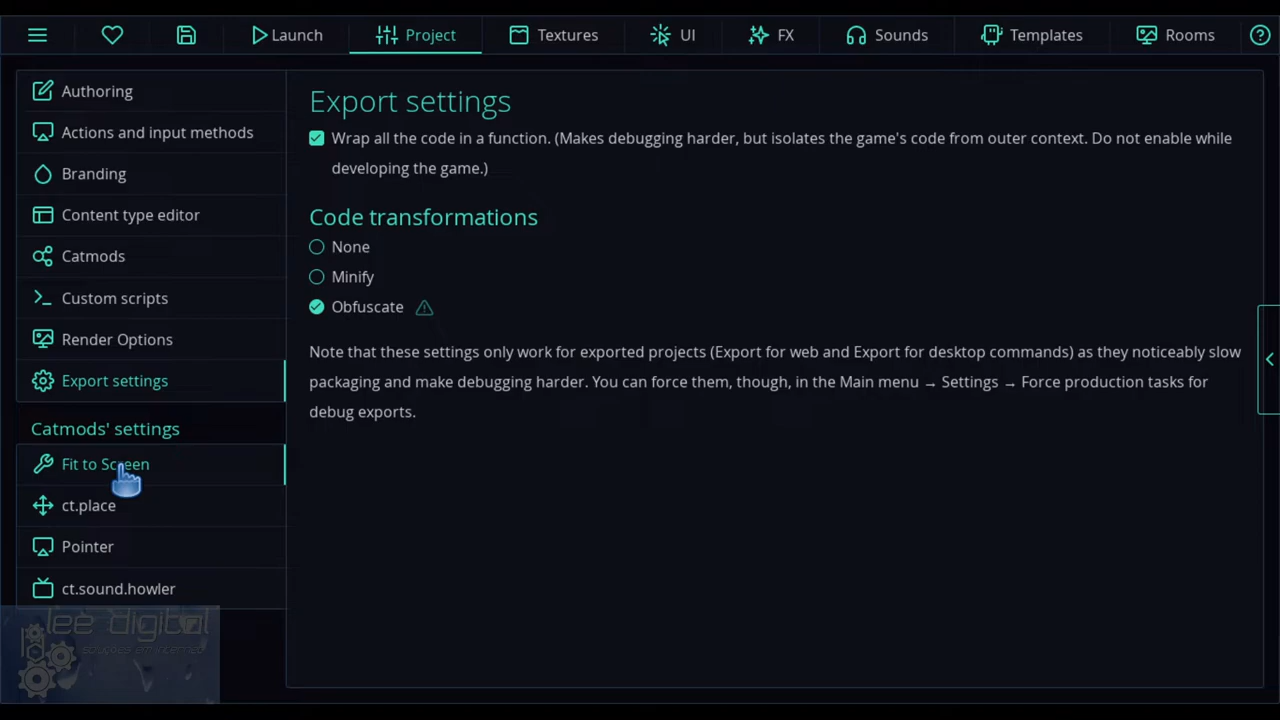 Launch
Project
Textures
UI
FX
Sounds
Templates
Rooms
Authoring
Actions and input methods
Branding
Content type editor
Catmods
Custom scripts
Render Options
Export settings
Catmods' settings
Fit to Screen
ct.place
Pointer
ct.sound.howler
Export settings
Wrap all the code in a function. (Makes debugging harder, but isolates the game's code from outer context. Do not enable while
developing the game.)
Code transformations
None
Minify
Obfuscate
Note that these settings only work for exported projects (Export for web and Export for desktop commands) as they noticeably slow
packaging and make debugging harder. You can force them, though, in the Main menu → Settings → Force production tasks for
debug exports.
lee digital
soluções em internet